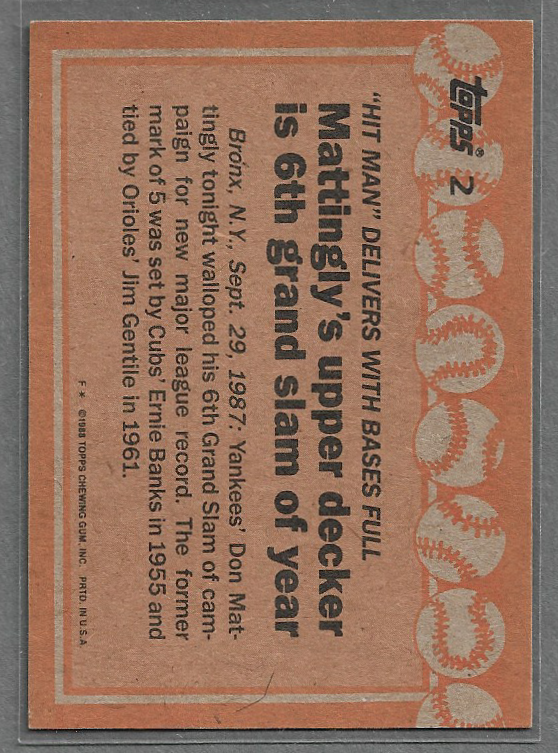 topps® 2
"HIT MAN" DELIVERS WITH BASES FULL
Mattingly's upper decker
is 6th grand slam of year
Bronx, N.Y., Sept. 29, 1987: Yankees' Don Mat-
tingly tonight walloped his 6th Grand Slam of cam-
paign for new major league record. The former
mark of 5 was set by Cubs' Ernie Banks in 1955 and
tied by Orioles' Jim Gentile in 1961.
F * ©1988 TOPPS CHEWING GUM, INC. PRTD. IN U.S.A.